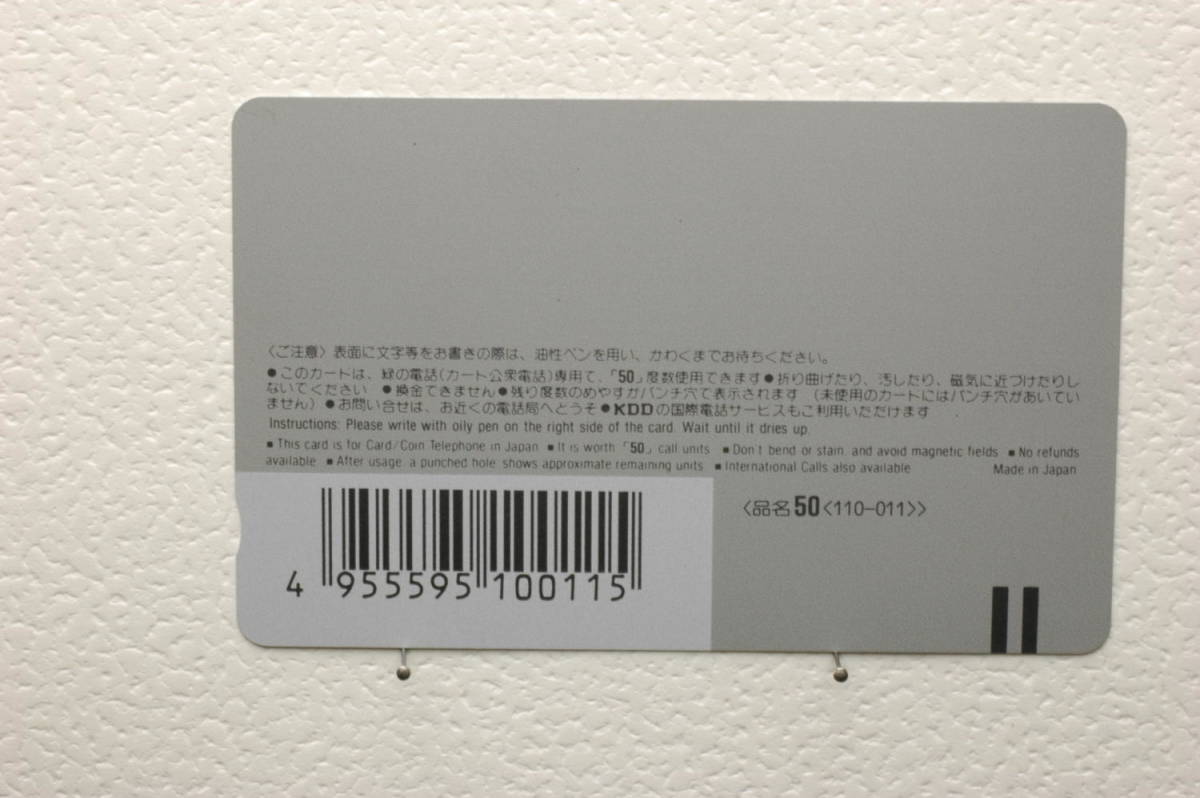 〈ご注意〉表面に文字等をお書きの際は、油性ペンを用い、かわくまでお待ちください。
●このカードは、緑の電話(カード公衆電話)専用で、「50」度数使用できます●折り曲げたり、汚したり、磁気に近づけたりし
ないでください ●換金できません●残り度数のめやすがパンチ穴で表示されます (未使用のカードにはパンチ穴があいてい
ません) ●お問い合せは、お近くの電話局へどうぞ●KDDの国際電話サービスもご利用いただけます
Instructions: Please write with oily pen on the right side of the card. Wait until it dries up.
■This card is for Card/Coin Telephone in Japan ■It is worth「50」call units ■Don't bend or stain, and avoid magnetic fields ■No refunds
available ■After usage, a punched hole shows approximate remaining units ■International Calls also available Made in Japan
〈品名50<110-011>〉
4 955595 100115